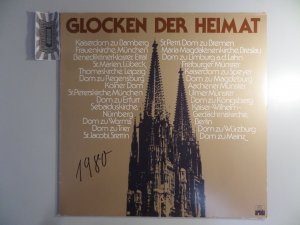 GLOCKEN DER HEIMAT
Kaiserdom zu Bamberg
Frauenkirche, München
Benediktinerkloster Ettal
St. Marien, Lübeck
Thomaskirche, Leipzig
Dom zu Regensburg
Kölner Dom
St. Peterskirche, München
Dom zu Erfurt
Sebalduskirche,
Nürnberg
Dom zu Worms
Dom zu Trier
St. Jacobi, Stettin
St. Petri Dom zu Bremen
Maria Magdalenenkirche, Breslau
Dom zu Limburg a.d. Lahn
Freiburger Münster
Kaiserdom zu Speyer
Dom zu Magdeburg
Aachener Münster
Ulmer Münster
Dom zu Königsberg
Kaiser-Wilhelm-
Gedächtniskirche,
Berlin
Dom zu Würzburg
Dom zu Mainz
1980